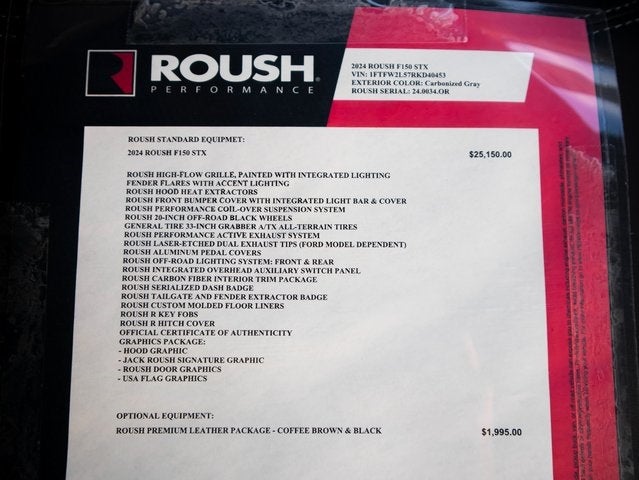 ROUSH
PERFORMANCE
2024 ROUSH F150 STX
VIN: 1FTFW2L57RKD40453
EXTERIOR COLOR: Carbonized Gray
ROUSH SERIAL: 24.0034.OR
ROUSH STANDARD EQUIPMET:
2024 ROUSH F150 STX $25,150.00
ROUSH HIGH-FLOW GRILLE, PAINTED WITH INTEGRATED LIGHTING
FENDER FLARES WITH ACCENT LIGHTING
ROUSH HOOD HEAT EXTRACTORS
ROUSH FRONT BUMPER COVER WITH INTEGRATED LIGHT BAR & COVER
ROUSH PERFORMANCE COIL-OVER SUSPENSION SYSTEM
ROUSH 20-INCH OFF-ROAD BLACK WHEELS
GENERAL TIRE 33-INCH GRABBER A/TX ALL-TERRAIN TIRES
ROUSH PERFORMANCE ACTIVE EXHAUST SYSTEM
ROUSH LASER-ETCHED DUAL EXHAUST TIPS (FORD MODEL DEPENDENT)
ROUSH ALUMINUM PEDAL COVERS
ROUSH OFF-ROAD LIGHTING SYSTEM: FRONT & REAR
ROUSH INTEGRATED OVERHEAD AUXILIARY SWITCH PANEL
ROUSH CARBON FIBER INTERIOR TRIM PACKAGE
ROUSH SERIALIZED DASH BADGE
ROUSH TAILGATE AND FENDER EXTRACTOR BADGE
ROUSH CUSTOM MOLDED FLOOR LINERS
ROUSH R KEY FOBS
ROUSH R HITCH COVER
OFFICIAL CERTIFICATE OF AUTHENTICITY
GRAPHICS PACKAGE:
- HOOD GRAPHIC
- JACK ROUSH SIGNATURE GRAPHIC
- ROUSH DOOR GRAPHICS
- USA FLAG GRAPHICS
OPTIONAL EQUIPMENT:
ROUSH PREMIUM LEATHER PACKAGE - COFFEE BROWN & BLACK $1,995.00